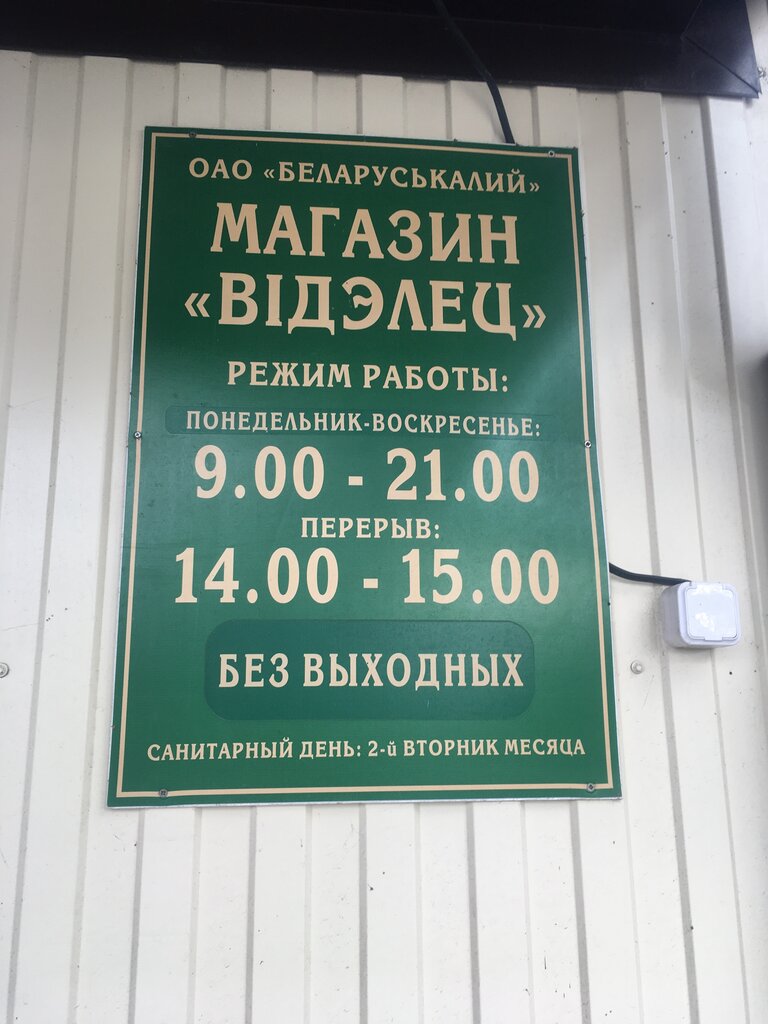 ОАО «БЕЛАРУСЬКАЛИЙ»
МАГАЗИН
«ВІДЭЛЕЦ»
РЕЖИМ РАБОТЫ:
ПОНЕДЕЛЬНИК-ВОСКРЕСЕНЬЕ:
9.00 - 21.00
ПЕРЕРЫВ:
14.00 - 15.00
БЕЗ ВЫХОДНЫХ
САНИТАРНЫЙ ДЕНЬ: 2-й ВТОРНИК МЕСЯЦА